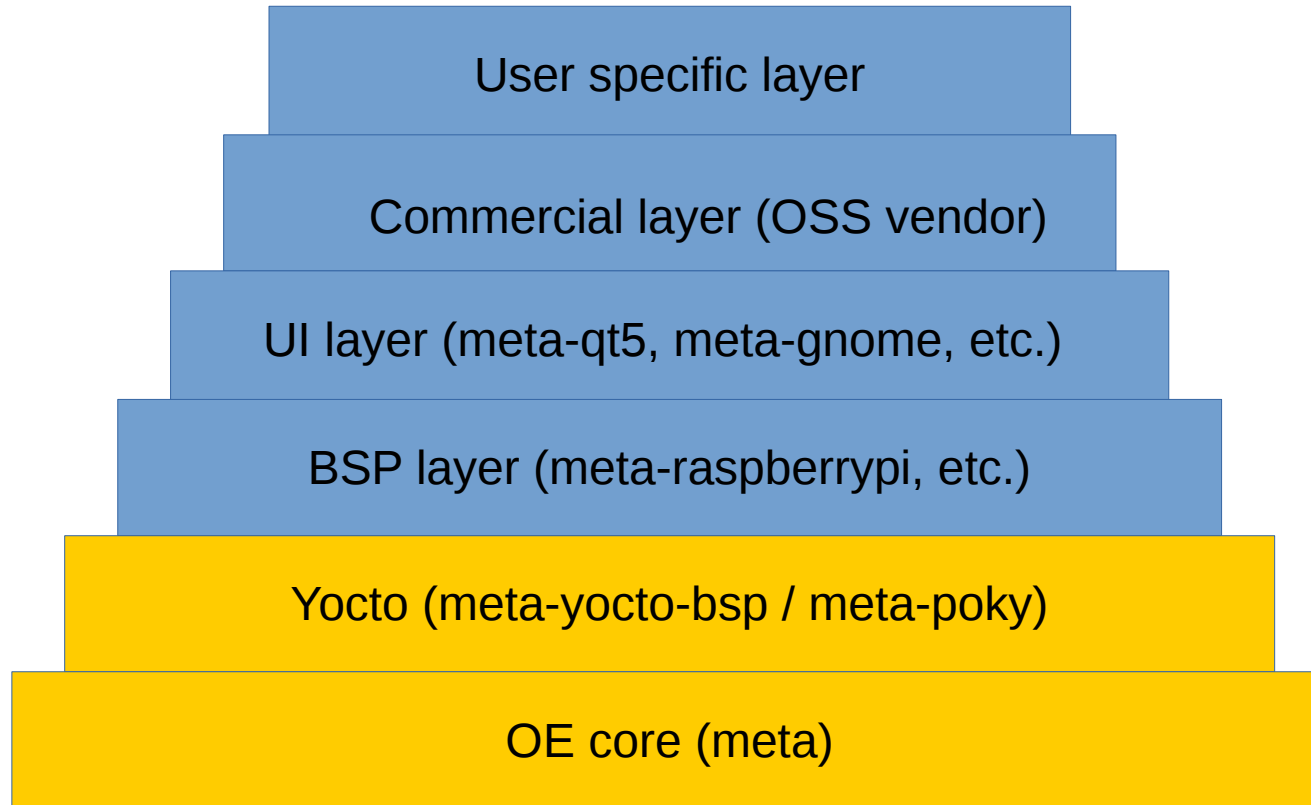 User specific layer
Commercial layer (OSS vendor)
UI layer (meta-qt5, meta-gnome, etc.)
BSP layer (meta-raspberrypi, etc.)
Yocto (meta-yocto-bsp / meta-poky)
OE core (meta)